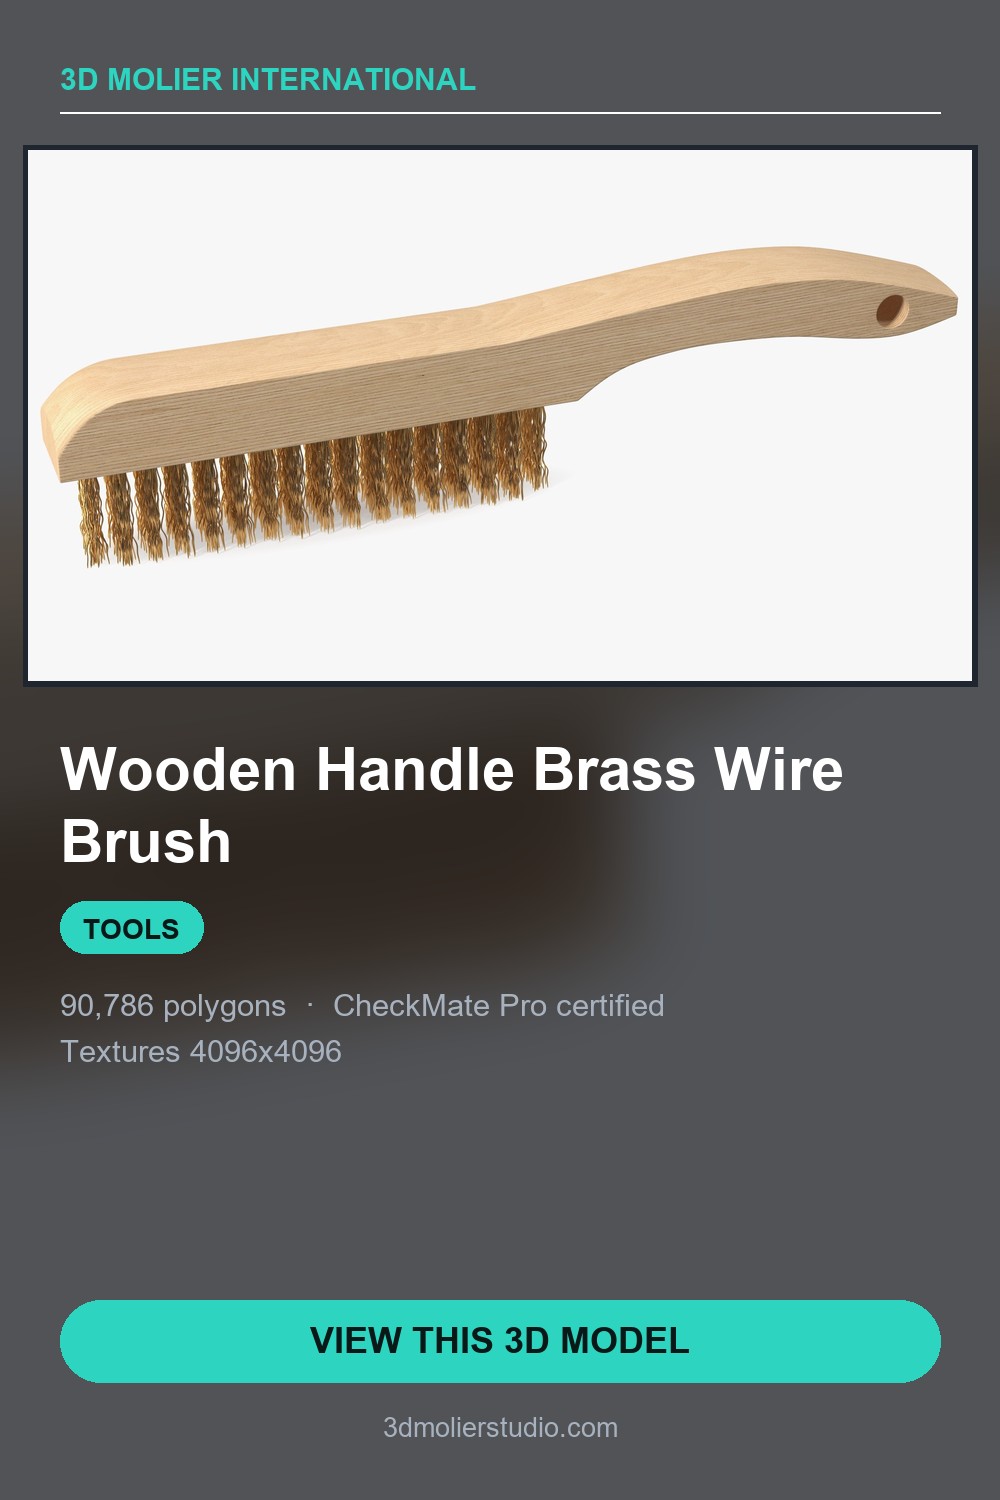 3D MOLIER INTERNATIONAL
Wooden Handle Brass Wire
Brush
TOOLS
90,786 polygons · CheckMate Pro certified
Textures 4096x4096
VIEW THIS 3D MODEL
3dmolierstudio.com